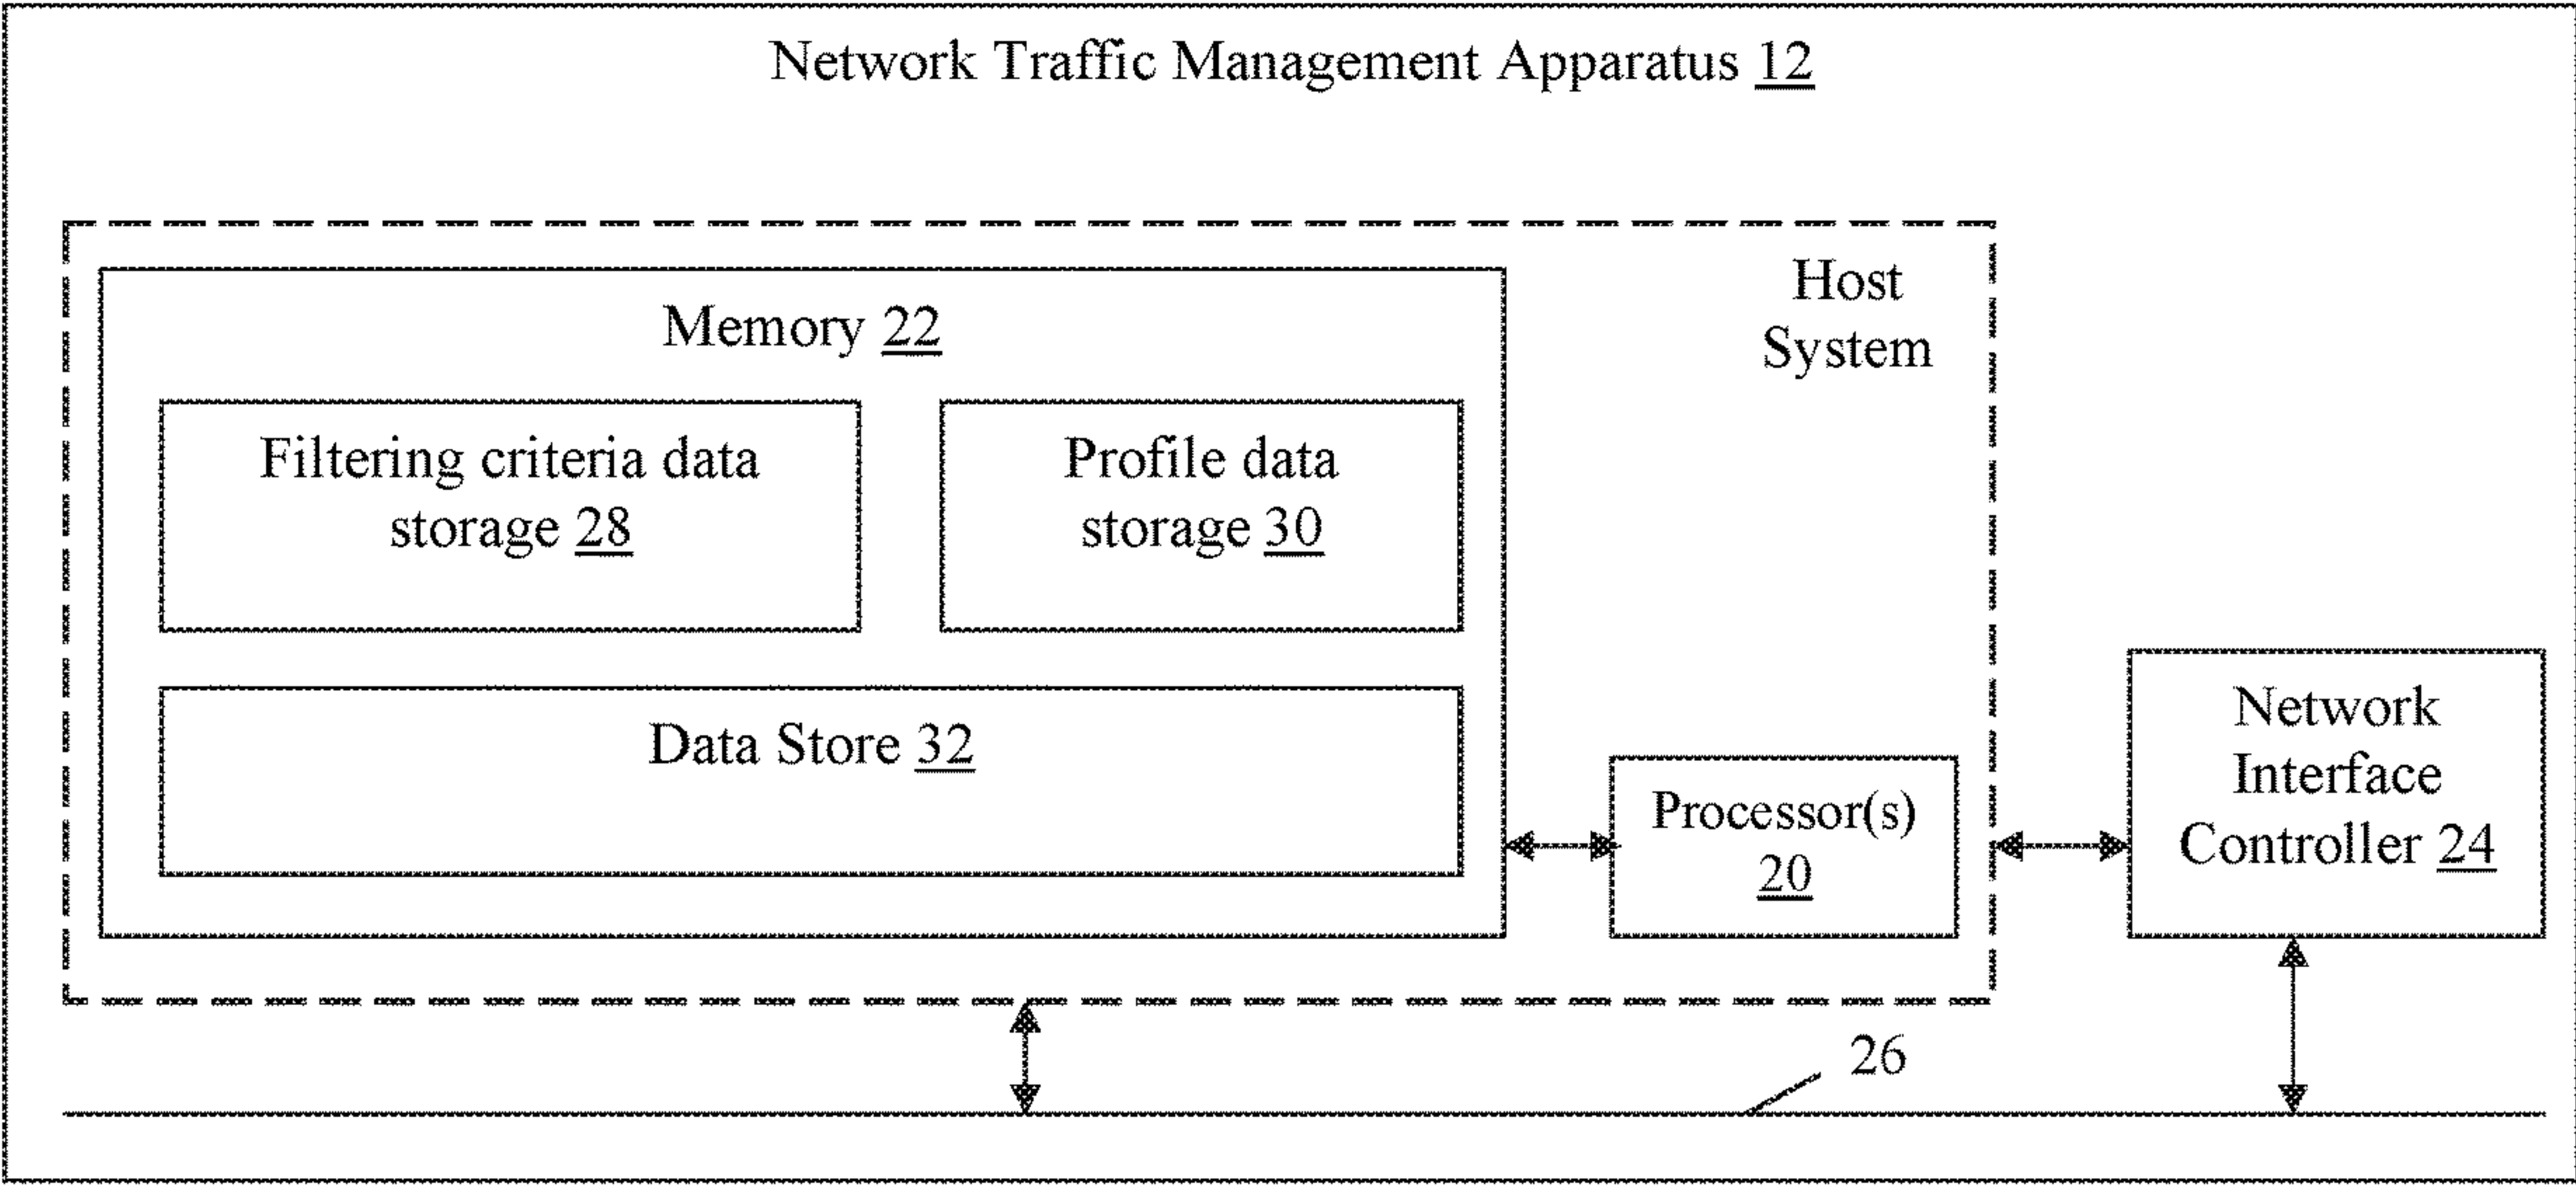 Network Traffic Management Apparatus 12
Host
System
Memory 22
Filtering criteria data
storage 28
Profile data
storage 30
Data Store 32
Processor(s)
20
Network
Interface
Controller 24
26